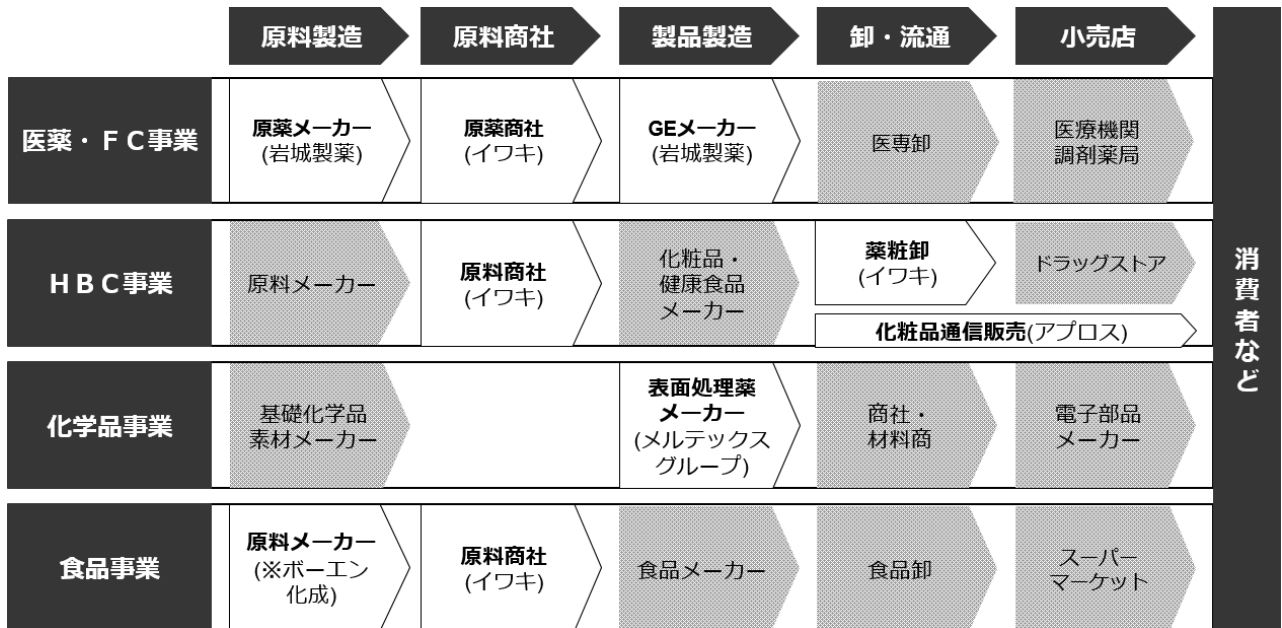 原料製造
原料商社
製品製造
卸・流通
小売店
医薬・ＦＣ事業
原薬メーカー
(岩城製薬)
原薬商社
(イワキ)
GEメーカー
(岩城製薬)
医専卸
医療機関
調剤薬局
ＨＢＣ事業
原料メーカー
原料商社
(イワキ)
化粧品・
健康食品
メーカー
薬粧卸
(イワキ)
ドラッグストア
化粧品通信販売(アプロス)
化学品事業
基礎化学品
素材メーカー
表面処理薬
メーカー
(メルテックス
グループ)
商社・
材料商
電子部品
メーカー
食品事業
原料メーカー
(※ボーエン
化成)
原料商社
(イワキ)
食品メーカー
食品卸
スーパー
マーケット
消費者など